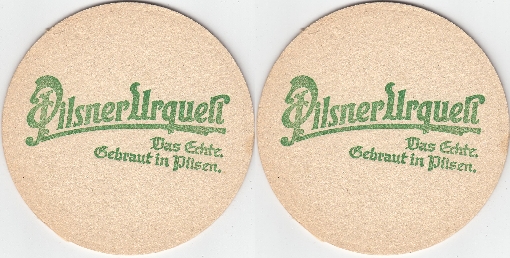 Pilsner Urquell
Das Echte.
Gebraut in Pilsen.
Pilsner Urquell
Das Echte.
Gebraut in Pilsen.